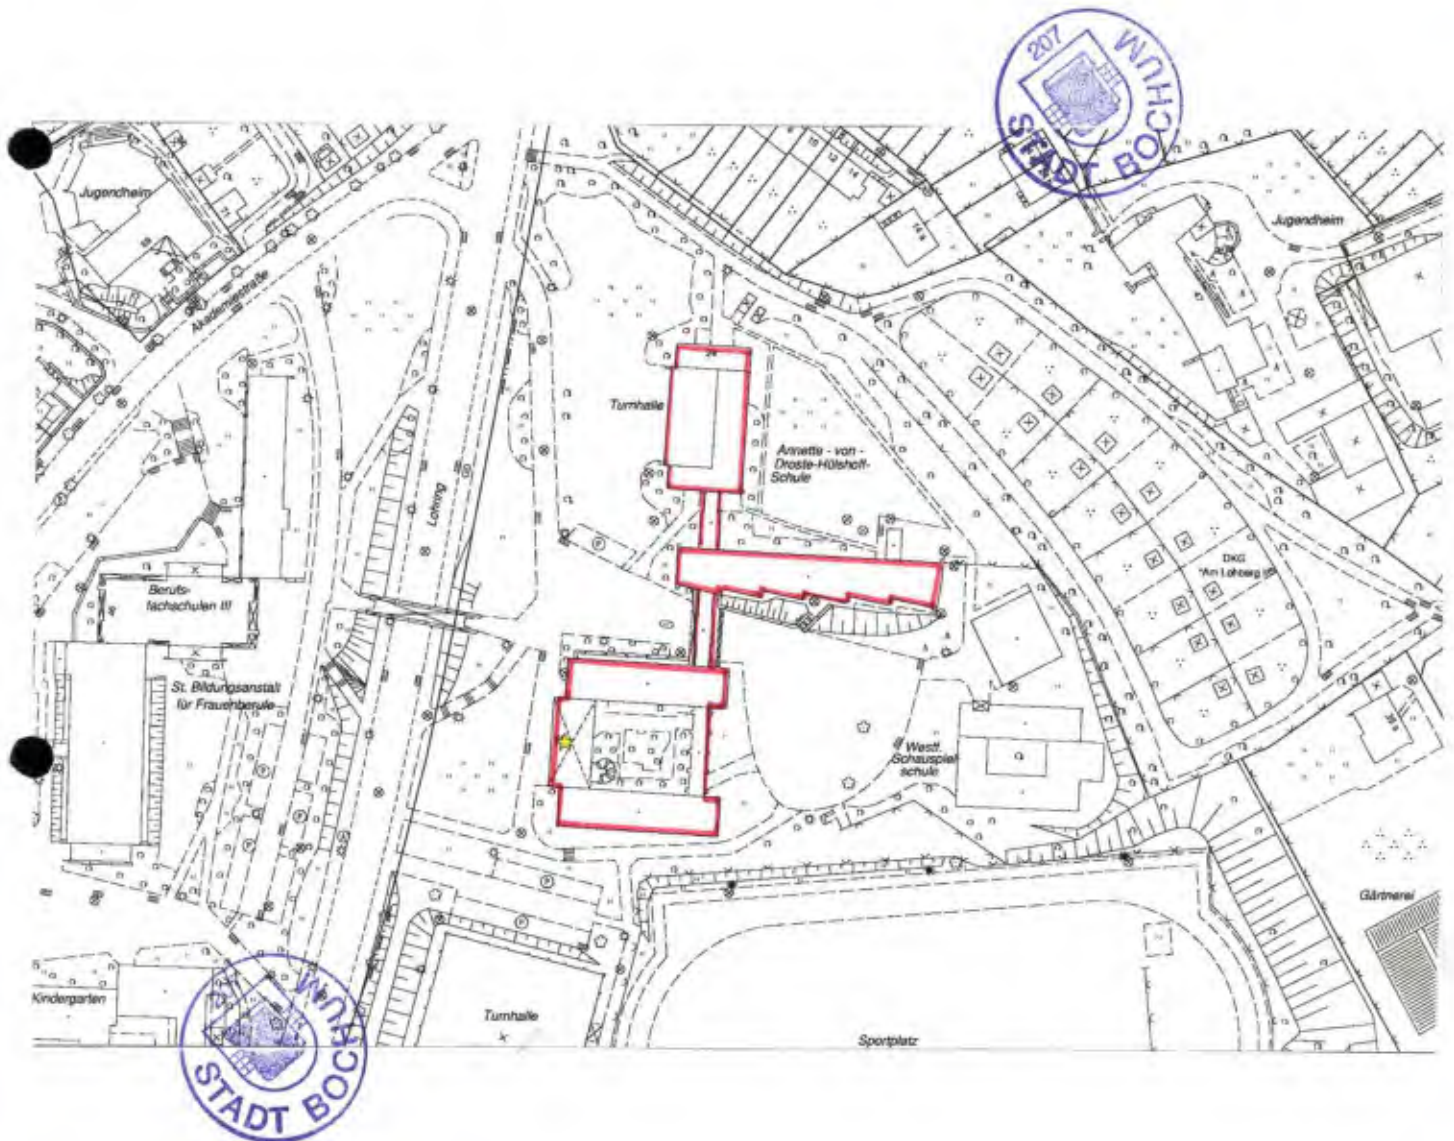 207
STADT BOCHUM
Jugendheim
Jugendheim
Akademiestraße
Turnhalle
Annette - von -
Droste-Hülshoff-
Schule
Lohring
DKG
"Am Lohberg
Berufs-
fachschulen III
St. Bildungsanstalt
für Frauenberufe
Westf.
Schauspiel
schule
Gärtnerei
Kindergarten
Turnhalle
Sportplatz
STADT BOCHUM